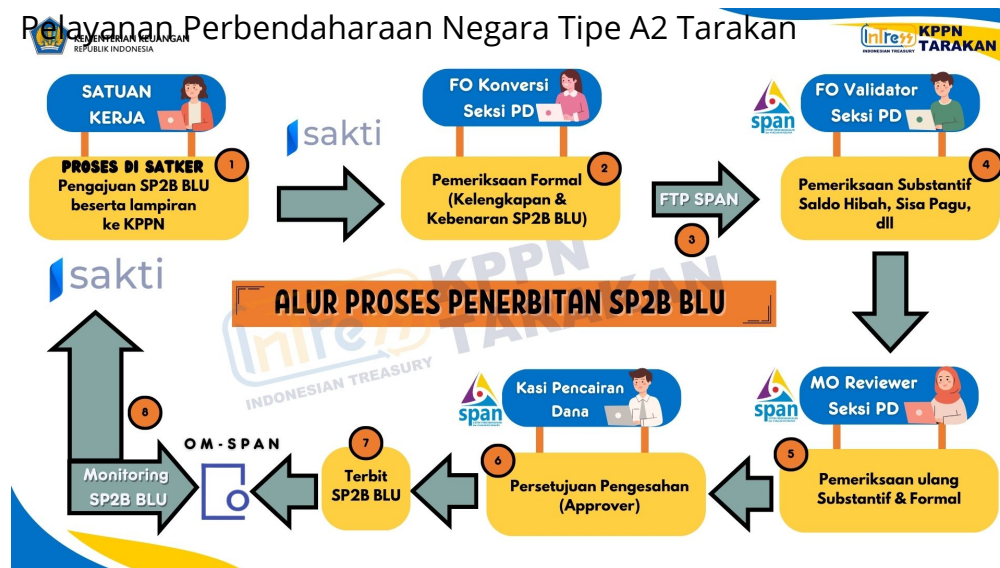 Pelayanan Perbendaharaan Negara Tipe A2 Tarakan
KEMENTERIAN KEUANGAN
REPUBLIK INDONESIA
InTress
INDONESIAN TREASURY
KPPN
TARAKAN
SATUAN
KERJA
1
PROSES DI SATKER
Pengajuan SP2B BLU
beserta lampiran
ke KPPN
sakti
FO Konversi
Seksi PD
2
Pemeriksaan Formal
(Kelengkapan &
Kebenaran SP2B BLU)
FTP SPAN
3
span
FO Validator
Seksi PD
4
Pemeriksaan Substantif
Saldo Hibah, Sisa Pagu,
dll
sakti
ALUR PROSES PENERBITAN SP2B BLU
InTress
INDONESIAN TREASURY
KPPN
TARAKAN
span
MO Reviewer
Seksi PD
5
Pemeriksaan ulang
Substantif & Formal
span
Kasi Pencairan
Dana
6
Persetujuan Pengesahan
(Approver)
7
Terbit
SP2B BLU
OM-SPAN
8
Monitoring
SP2B BLU